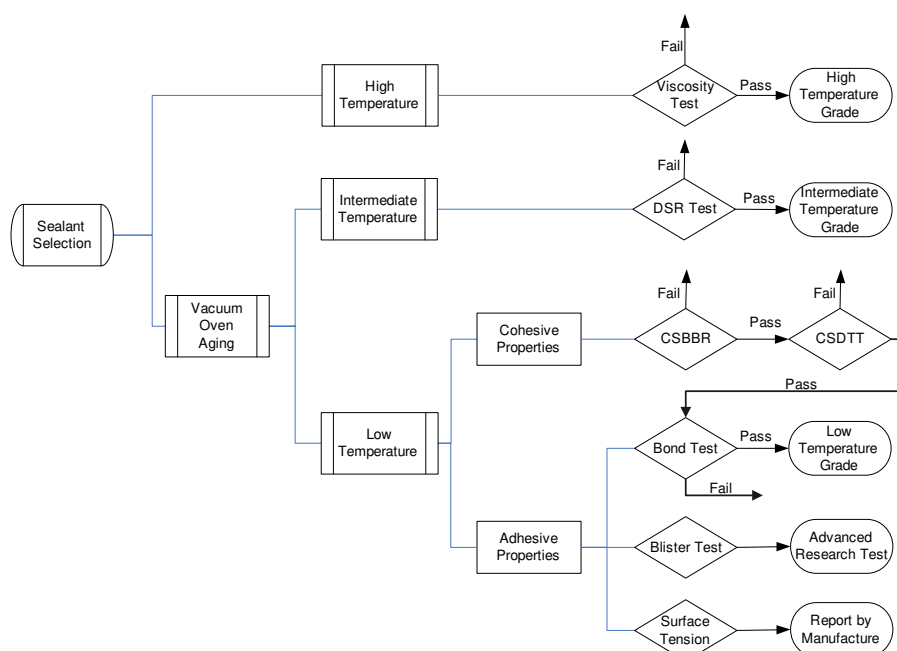 Fail
High
Temperature
Viscosity
Test
Pass
High
Temperature
Grade
Fail
Sealant
Selection
Intermediate
Temperature
DSR Test
Pass
Intermediate
Temperature
Grade
Vacuum
Oven
Aging
Fail
Fail
Cohesive
Properties
CSBBR
Pass
CSDTT
Pass
Low
Temperature
Bond Test
Pass
Low
Temperature
Grade
Fail
Adhesive
Properties
Blister Test
Advanced
Research Test
Surface
Tension
Report by
Manufacture